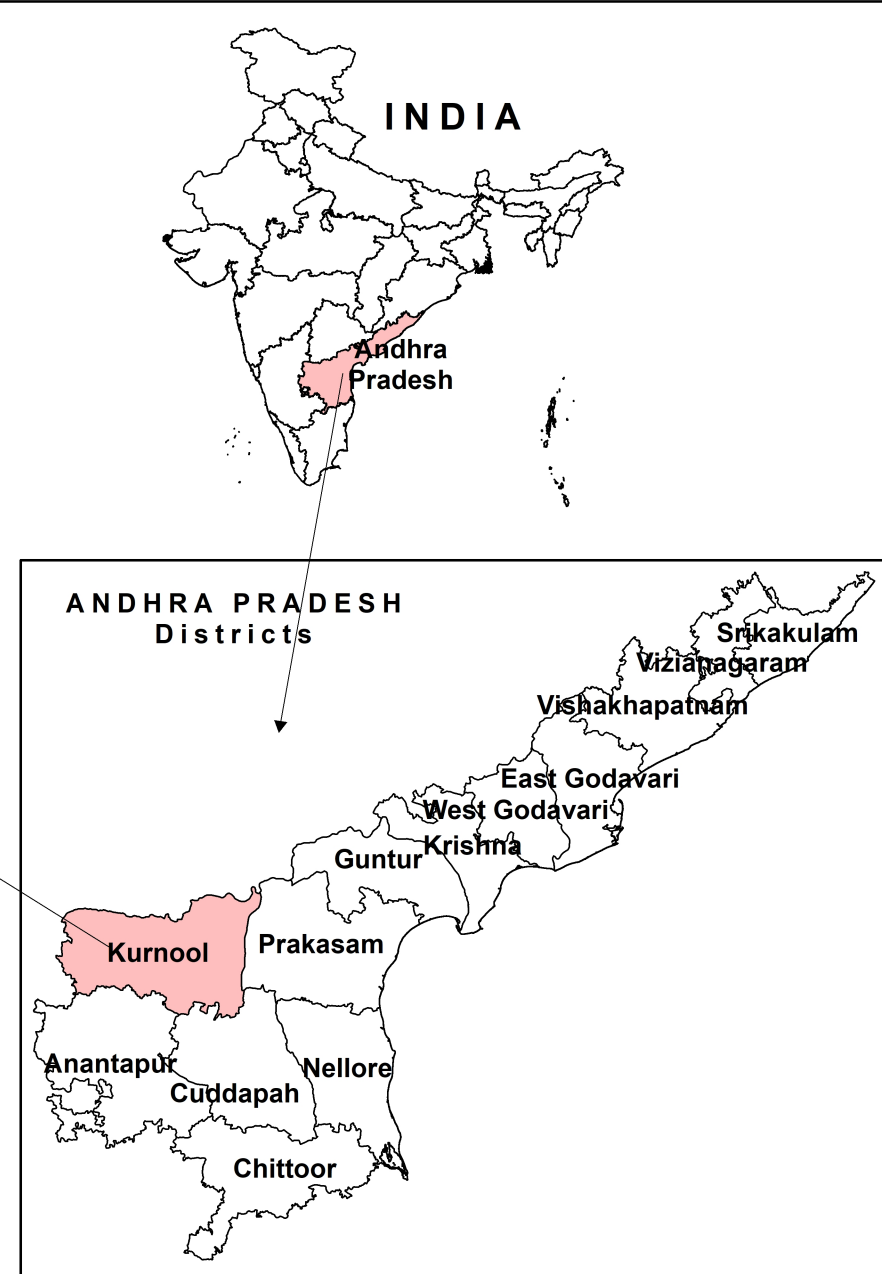 INDIA
Andhra
Pradesh
ANDHRA PRADESH
Districts
Srikakulam
Vizianagaram
Vishakhapatnam
East Godavari
West Godavari
Krishna
Guntur
Prakasam
Kurnool
Anantapur
Nellore
Cuddapah
Chittoor